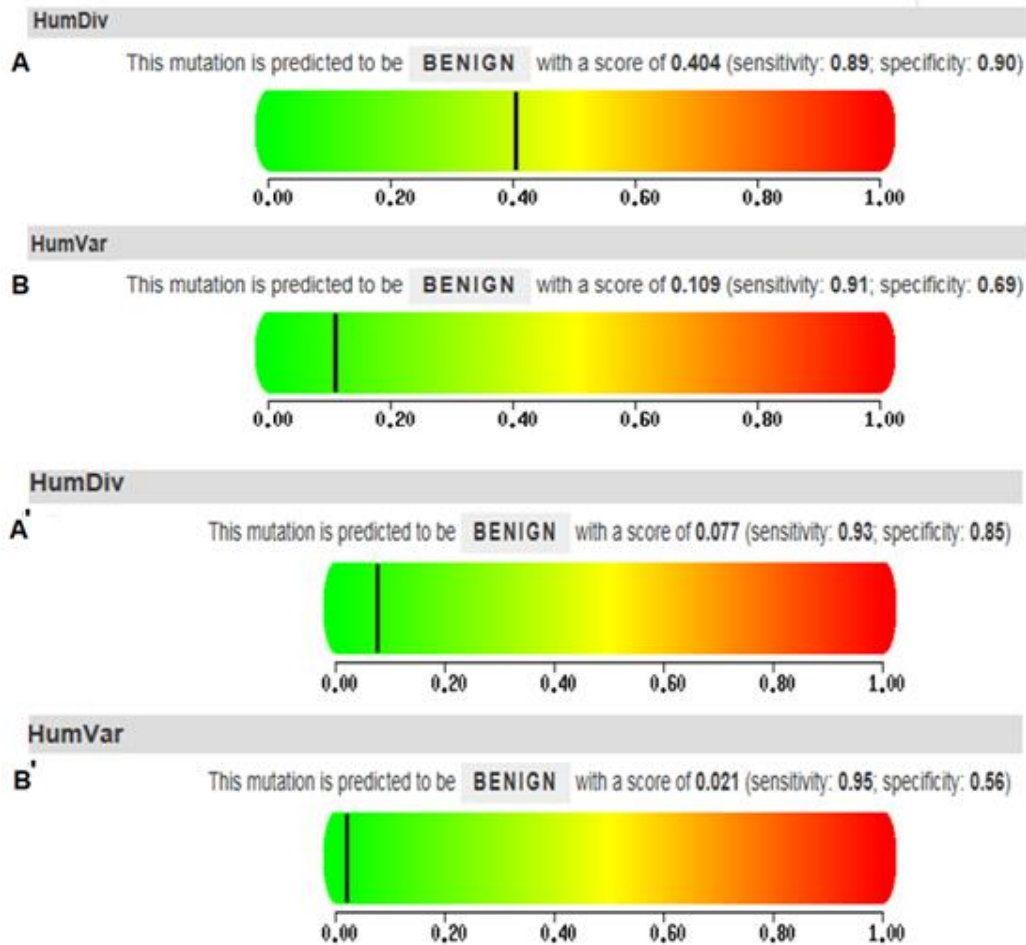 HumDiv
A This mutation is predicted to be BENIGN with a score of 0.404 (sensitivity: 0.89; specificity: 0.90)
0.00 0.20 0.40 0.60 0.80 1.00
HumVar
B This mutation is predicted to be BENIGN with a score of 0.109 (sensitivity: 0.91; specificity: 0.69)
0.00 0.20 0.40 0.60 0.80 1.00
HumDiv
A' This mutation is predicted to be BENIGN with a score of 0.077 (sensitivity: 0.93; specificity: 0.85)
0.00 0.20 0.40 0.60 0.80 1.00
HumVar
B' This mutation is predicted to be BENIGN with a score of 0.021 (sensitivity: 0.95; specificity: 0.56)
0.00 0.20 0.40 0.60 0.80 1.00